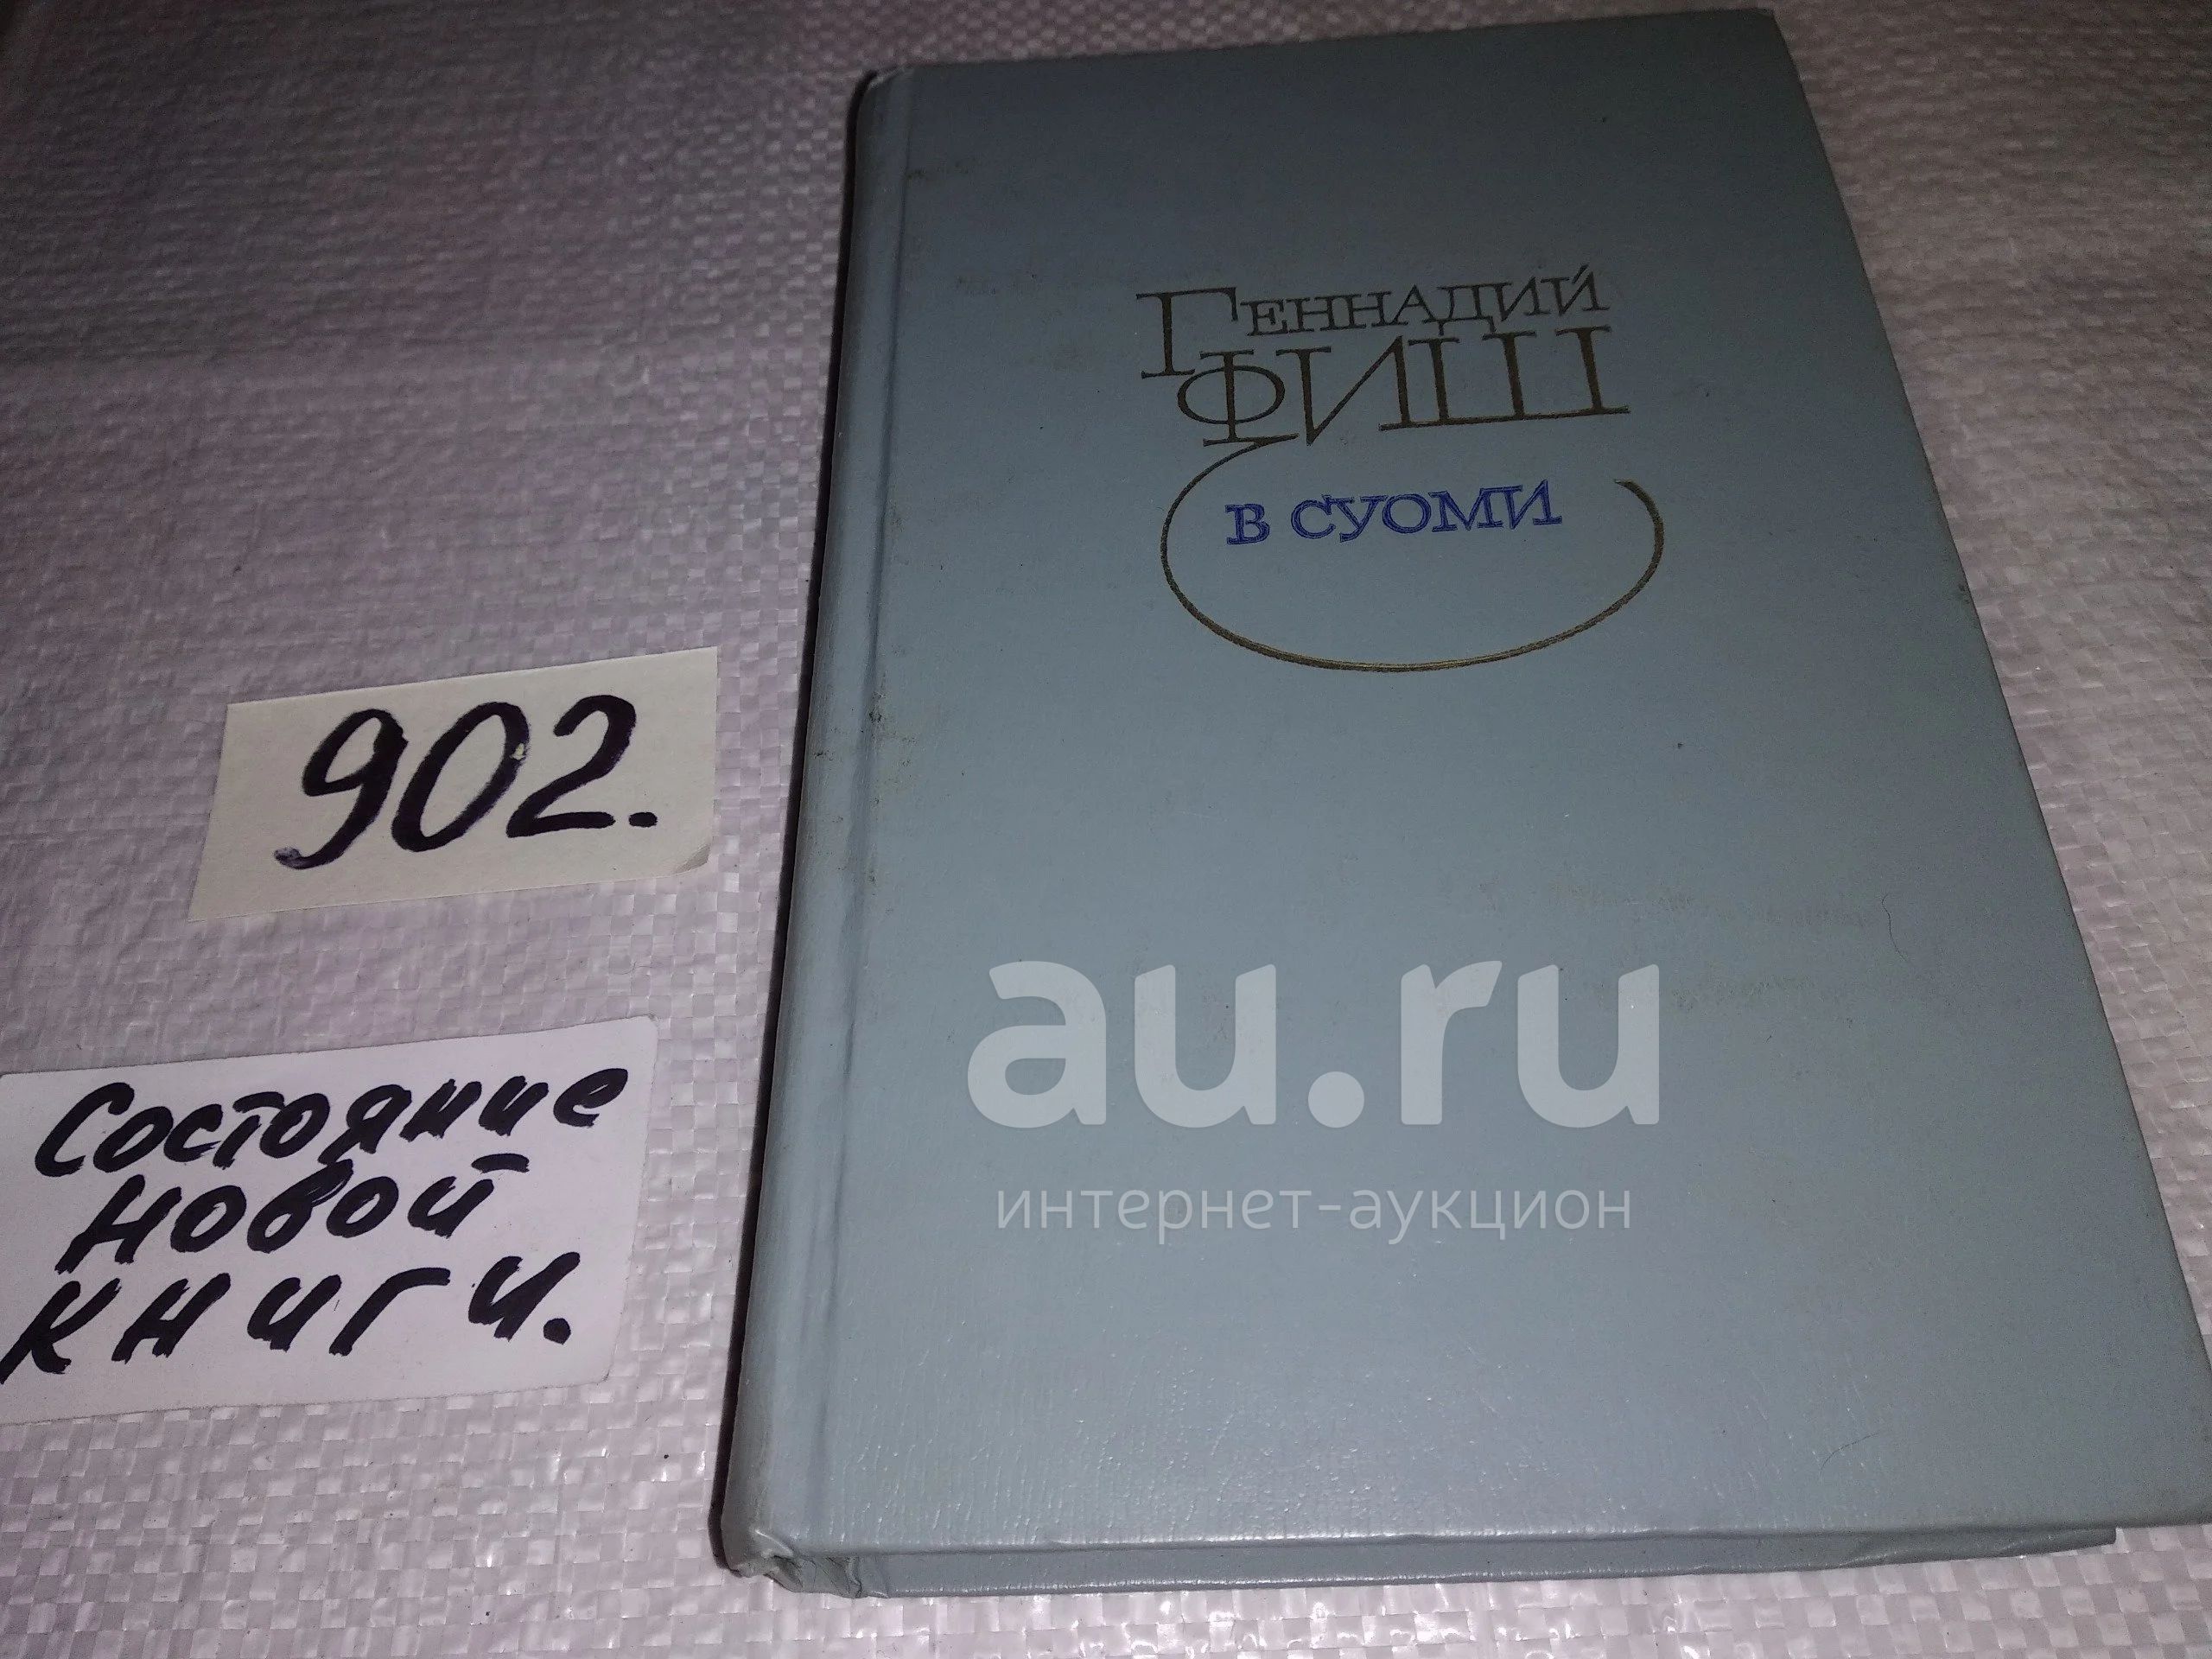 ГЕННАДИЙ
ФИШ
В СУОМИ
902.
Состояние
новой
книги.
au.ru
интернет-аукцион